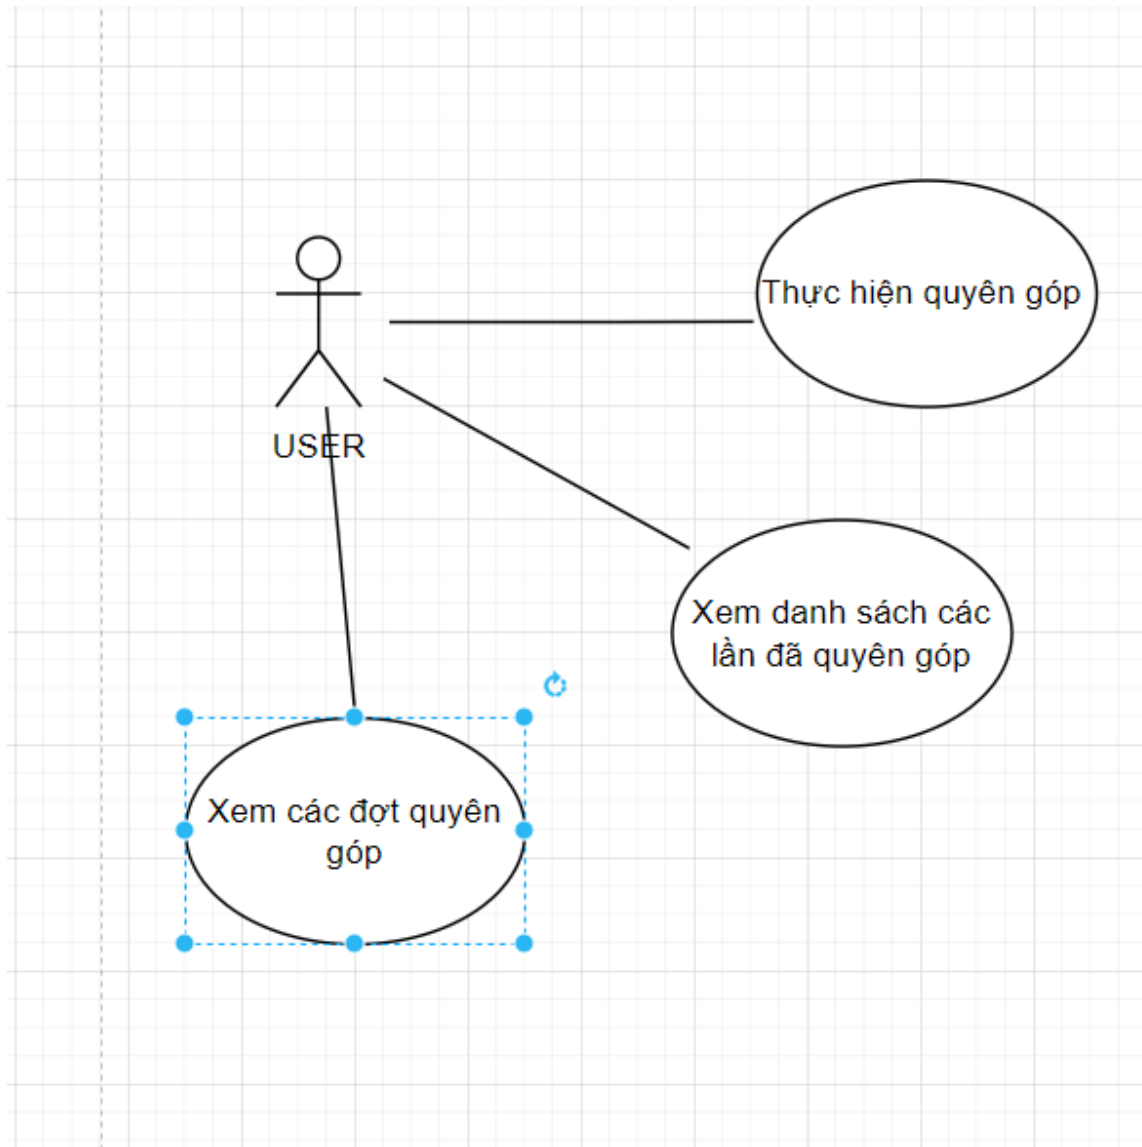 Thực hiện quyên góp
USER
Xem danh sách các
lần đã quyên góp
Xem các đợt quyên
góp